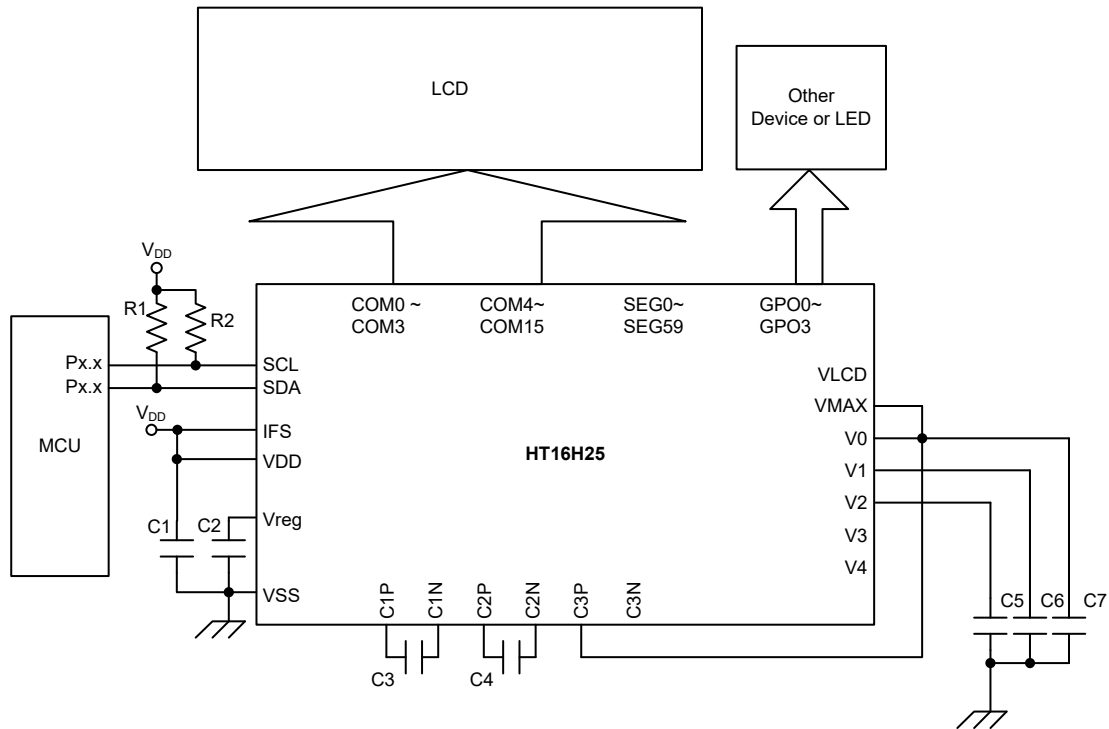 LCD
Other
Device or LED
V_DD
R1
R2
COM0 ~
COM3
COM4~
COM15
SEG0~
SEG59
GPO0~
GPO3
MCU
Px.x
Px.x
SCL
SDA
V_DD
IFS
VDD
C1
C2
Vreg
VSS
HT16H25
VLCD
VMAX
V0
V1
V2
V3
V4
C1P
C1N
C2P
C2N
C3P
C3N
C3
C4
C5
C6
C7